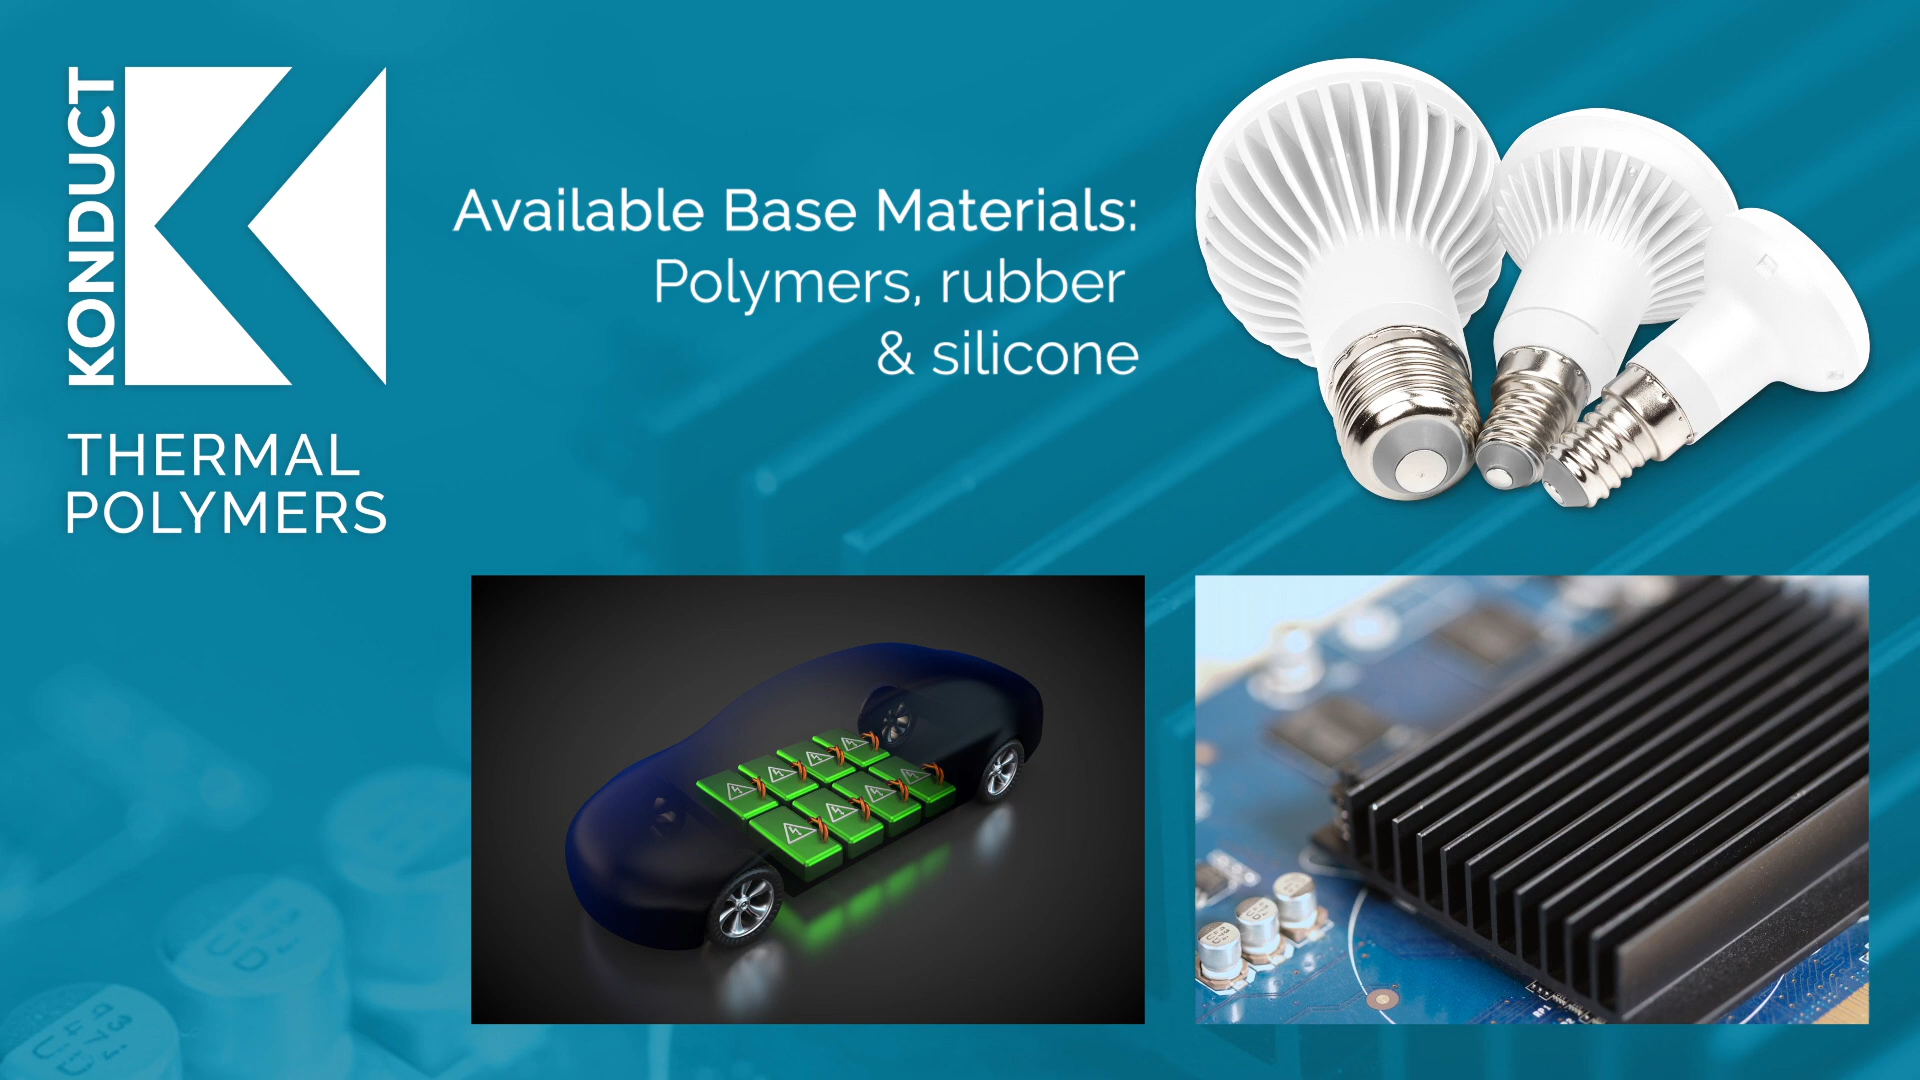 KONDUCT
THERMAL
POLYMERS
Available Base Materials:
Polymers, rubber
& silicone